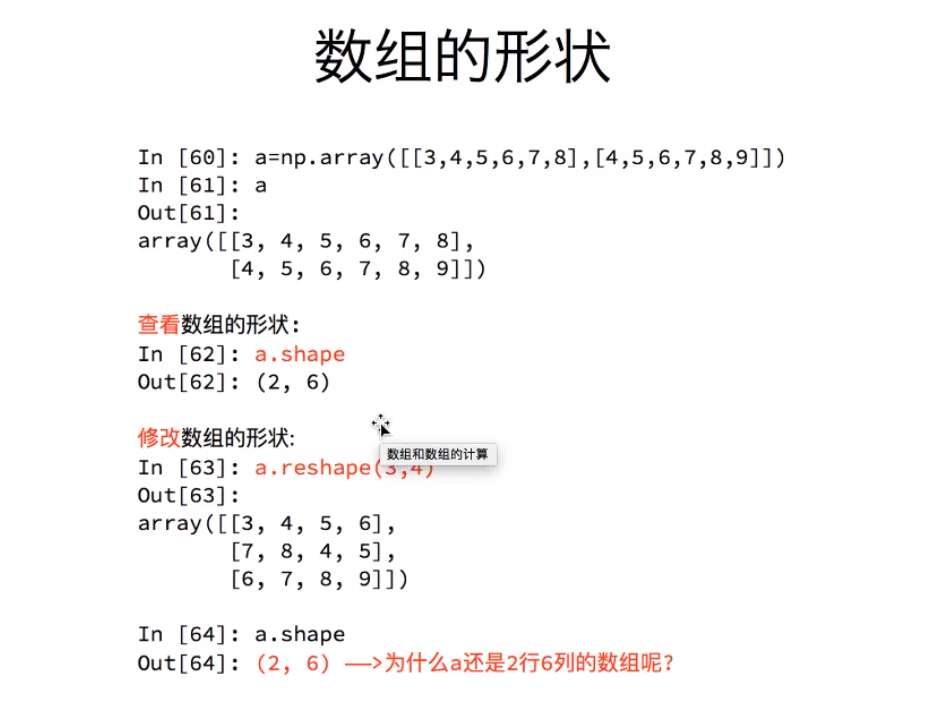 数组的形状
In [60]: a=np.array([[3,4,5,6,7,8],[4,5,6,7,8,9]])
In [61]: a
Out[61]:
array([[3, 4, 5, 6, 7, 8],
       [4, 5, 6, 7, 8, 9]])
查看数组的形状:
In [62]: a.shape
Out[62]: (2, 6)
修改数组的形状:
数组和数组的计算
In [63]: a.reshape(3,4)
Out[63]:
array([[3, 4, 5, 6],
       [7, 8, 4, 5],
       [6, 7, 8, 9]])
In [64]: a.shape
Out[64]: (2, 6) ——>为什么a还是2行6列的数组呢?